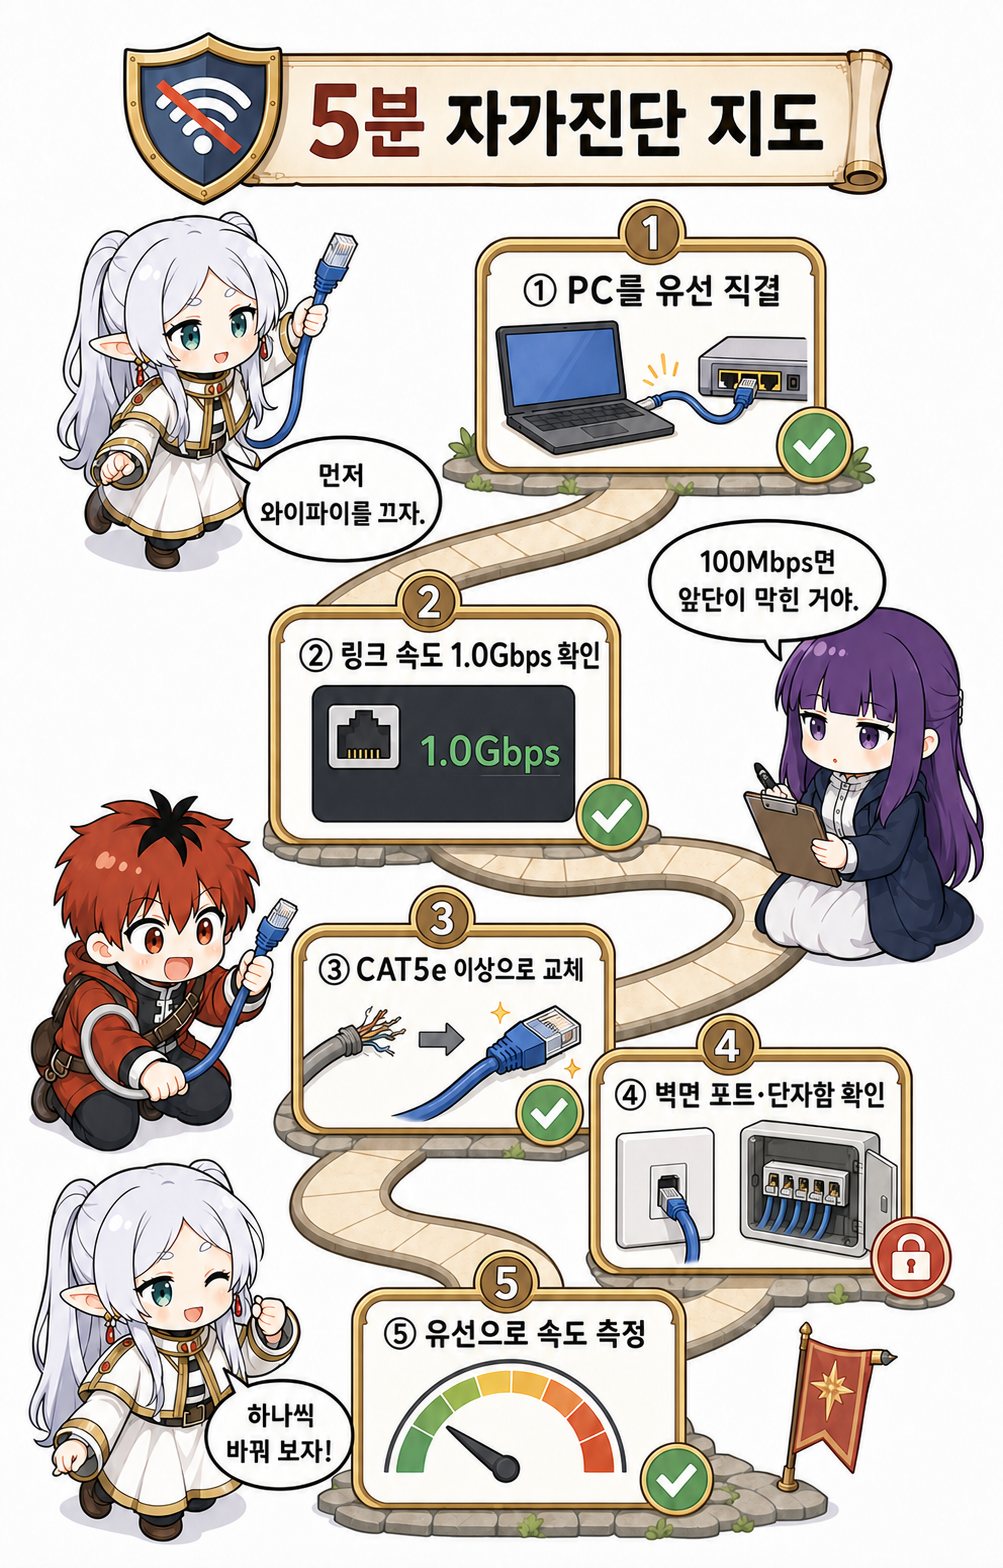 5분 자가진단 지도
1
① PC를 유선 직결
먼저
와이파이를 끄자.
100Mbps면
앞단이 막힌 거야.
2
② 링크 속도 1.0Gbps 확인
1.0Gbps
3
③ CAT5e 이상으로 교체
4
④ 벽면 포트·단자함 확인
5
⑤ 유선으로 속도 측정
하나씩
바꿔 보자!